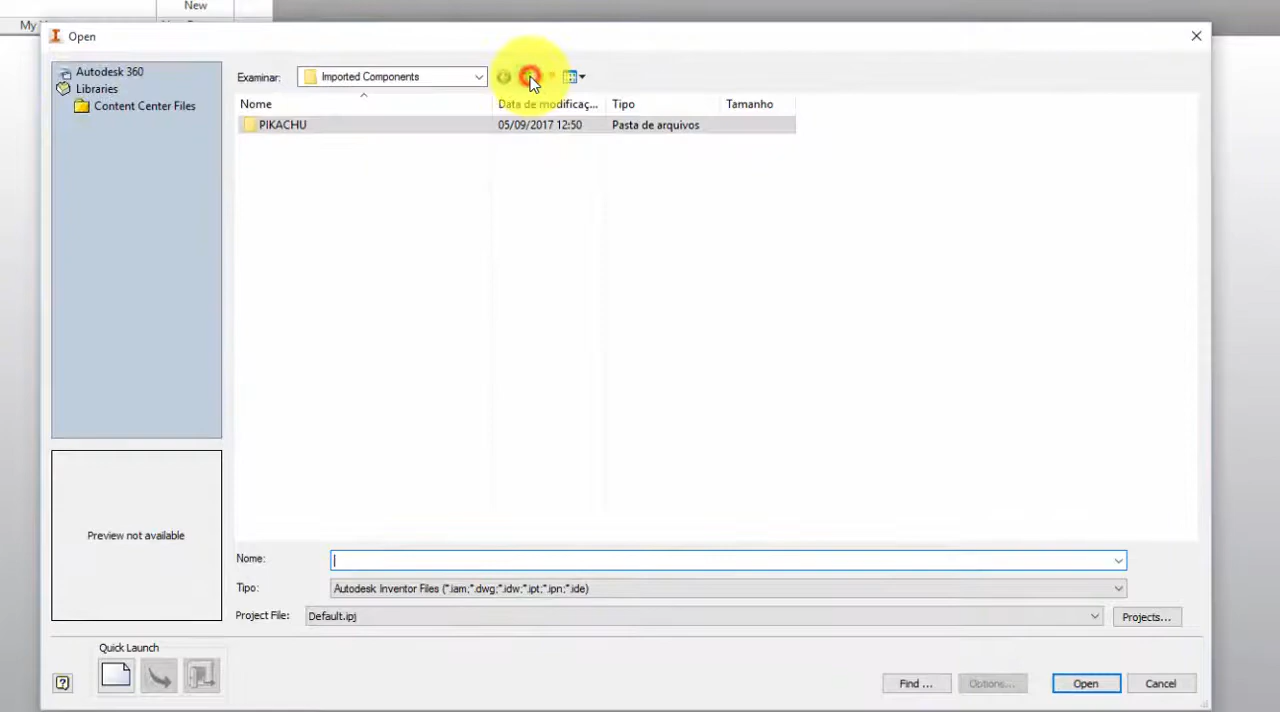 New
Open
Autodesk 360
Libraries
Content Center Files
Examinar:
Imported Components
Nome
Data de modificaç...
Tipo
Tamanho
PIKACHU
05/09/2017 12:50
Pasta de arquivos
Preview not available
Nome:
Tipo:
Autodesk Inventor Files (*.iam;*.dwg;*.idw;*.ipt;*.ipn;*.ide)
Project File:
Default.ipj
Projects...
Quick Launch
Find ...
Options...
Open
Cancel